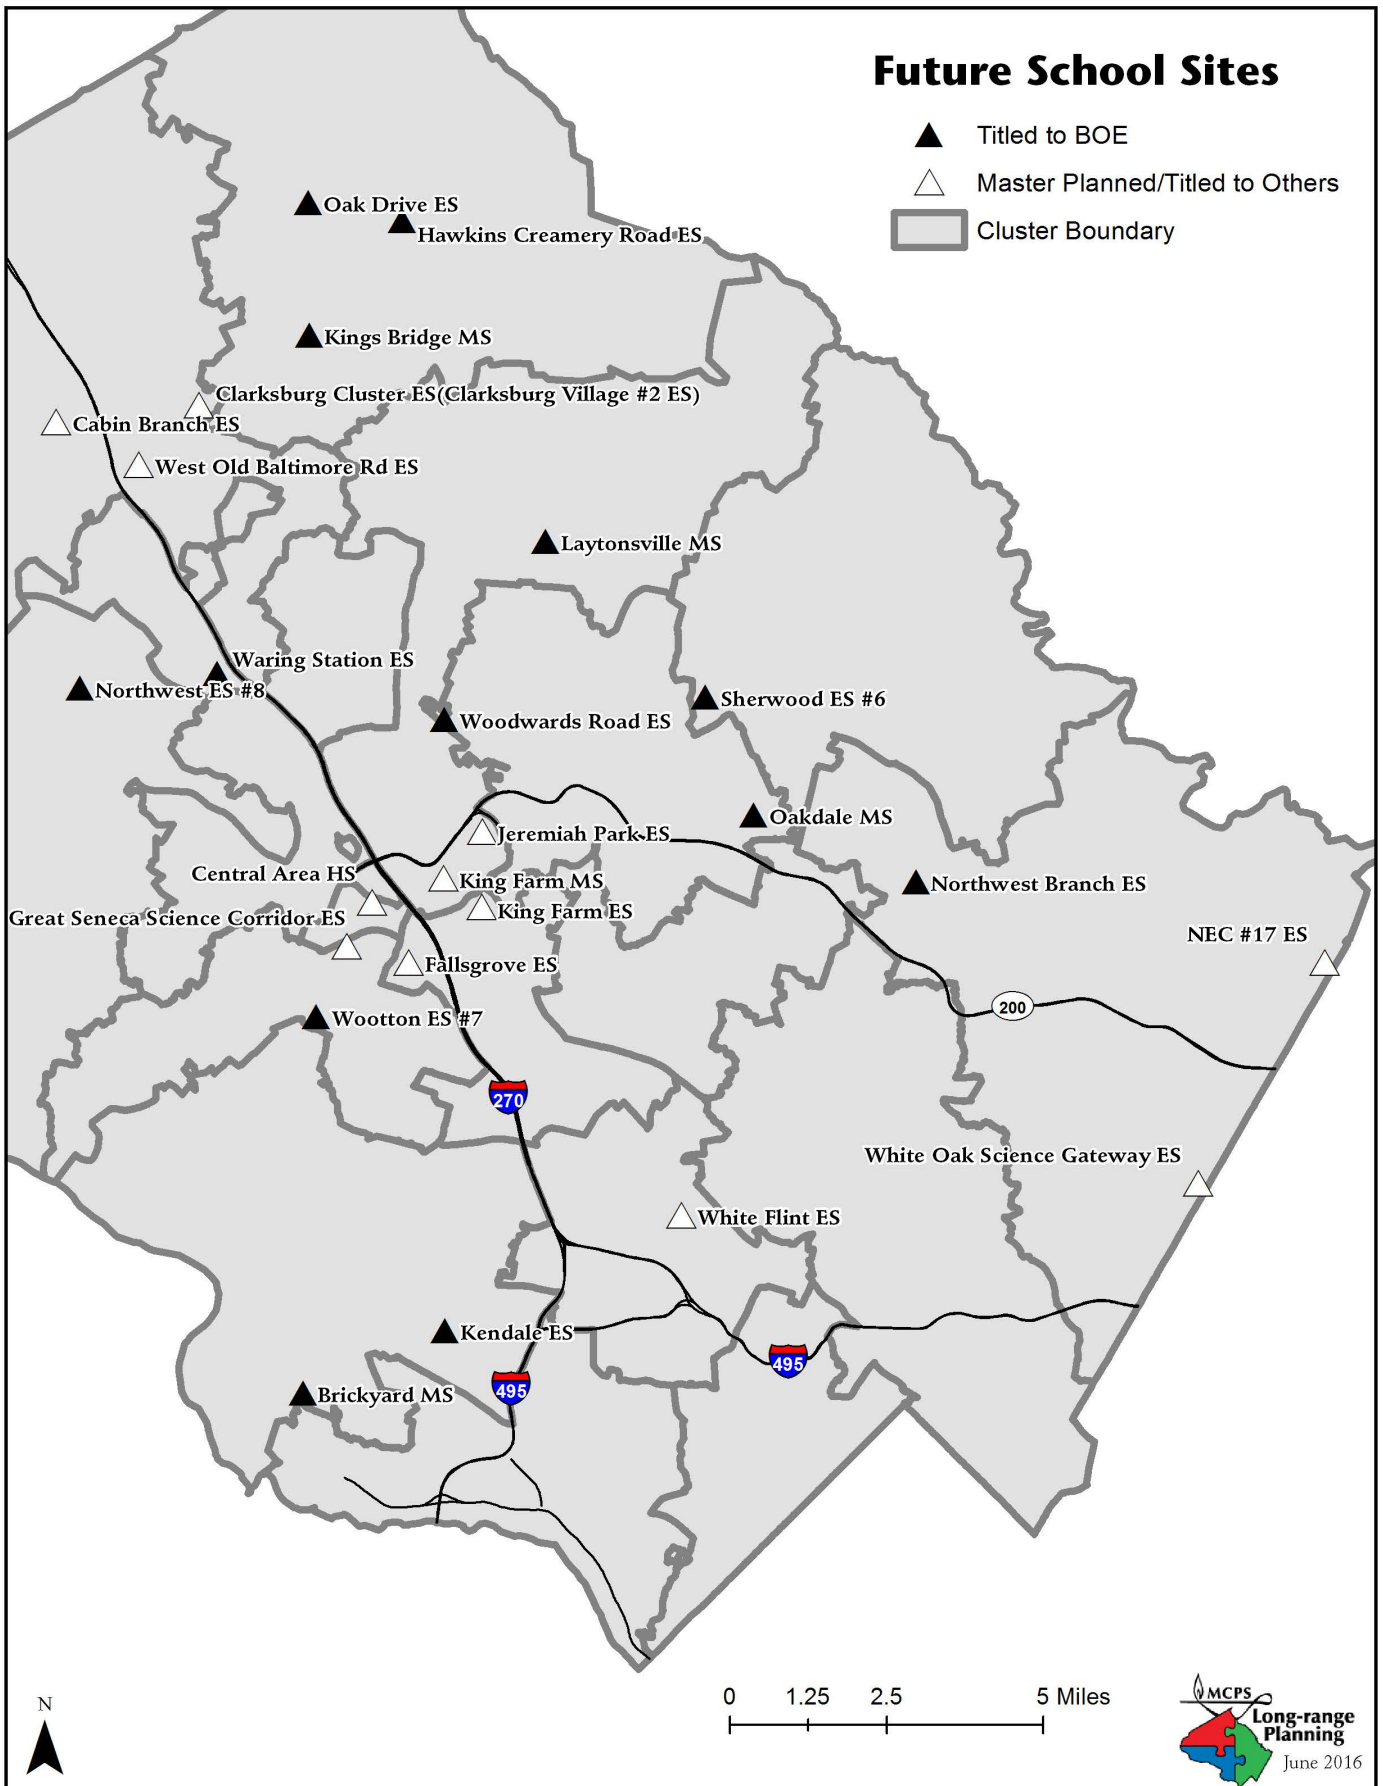 Future School Sites
Titled to BOE
Master Planned/Titled to Others
Cluster Boundary
Oak Drive ES
Hawkins Creamery Road ES
Kings Bridge MS
Clarksburg Cluster ES(Clarksburg Village #2 ES)
Cabin Branch ES
West Old Baltimore Rd ES
Laytonsville MS
Waring Station ES
Northwest ES #8
Sherwood ES #6
Woodwards Road ES
Oakdale MS
Jeremiah Park ES
Central Area HS
King Farm MS
Northwest Branch ES
King Farm ES
Great Seneca Science Corridor ES
NEC #17 ES
Fallsgrove ES
200
Wootton ES #7
270
White Oak Science Gateway ES
White Flint ES
Kendale ES
495
495
Brickyard MS
N
0 1.25 2.5 5 Miles
MCPS
Long-range
Planning
June 2016